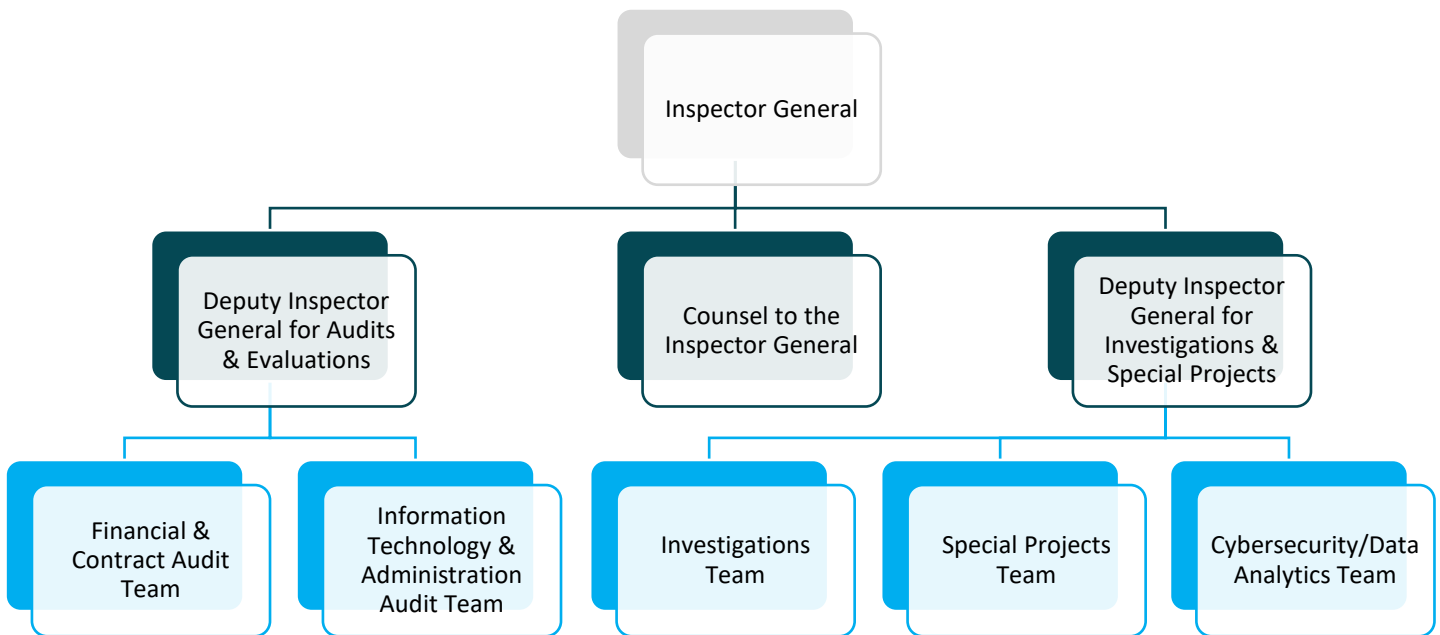 Inspector General
Deputy Inspector
General for Audits
& Evaluations
Counsel to the
Inspector General
Deputy Inspector
General for
Investigations &
Special Projects
Financial &
Contract Audit
Team
Information
Technology &
Administration
Audit Team
Investigations
Team
Special Projects
Team
Cybersecurity/Data
Analytics Team